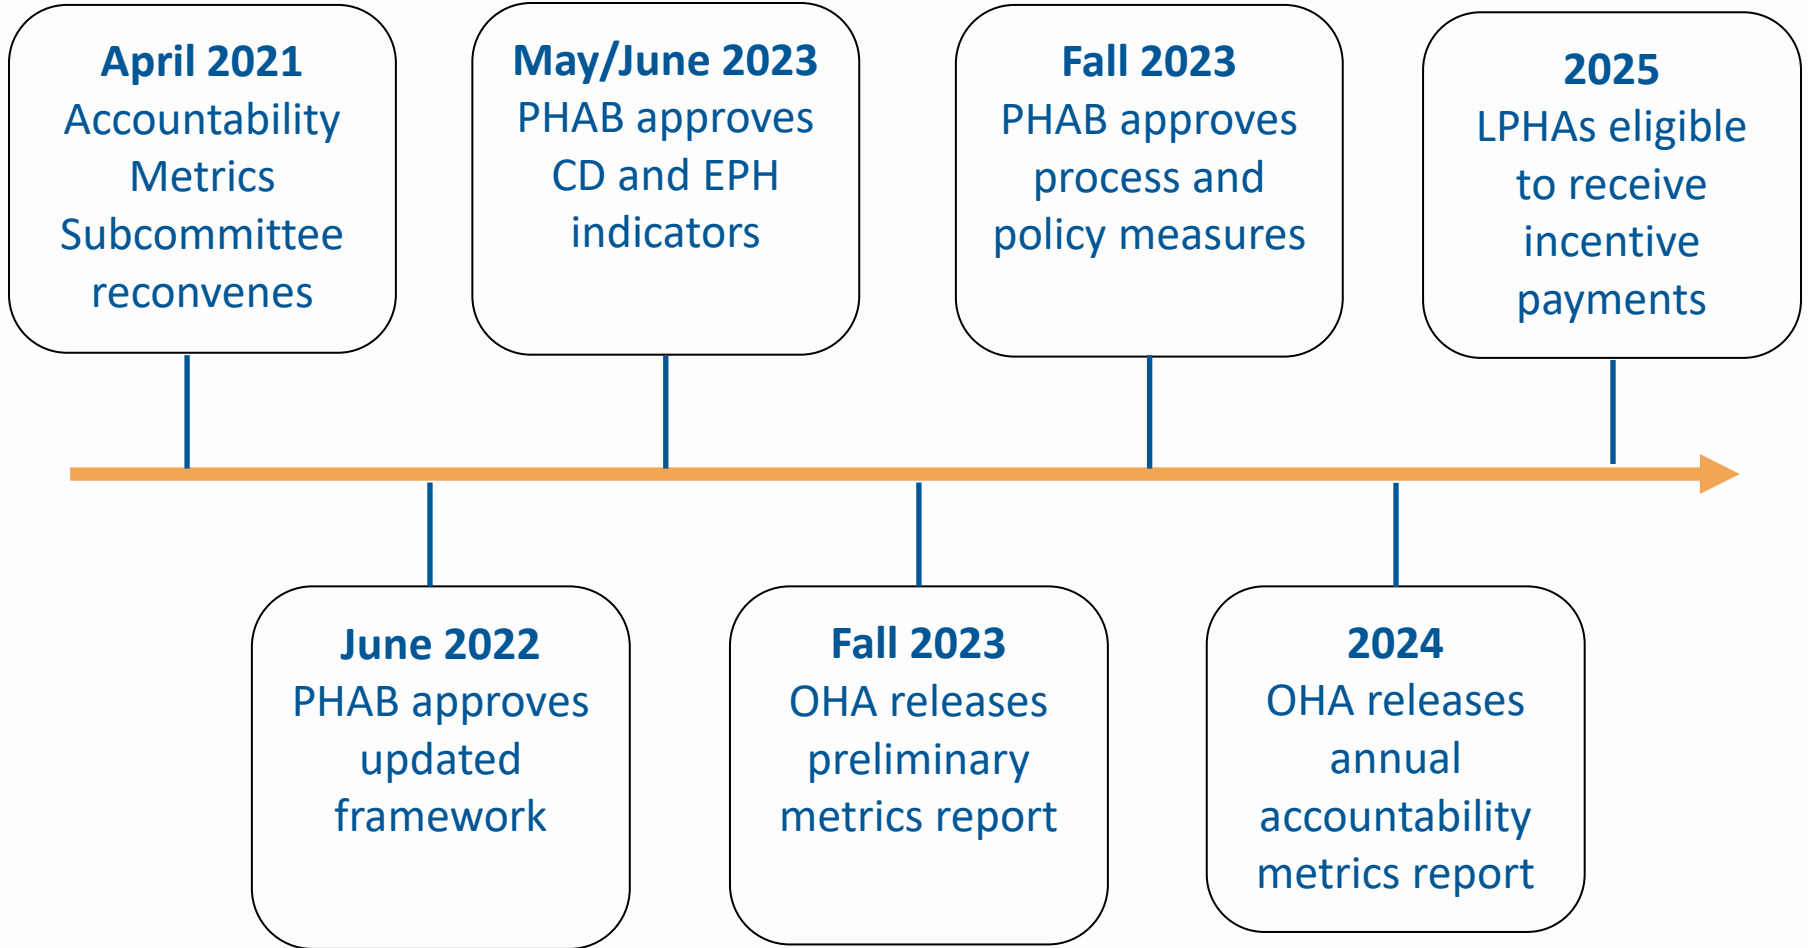 April 2021
Accountability
Metrics
Subcommittee
reconvenes
May/June 2023
PHAB approves
CD and EPH
indicators
Fall 2023
PHAB approves
process and
policy measures
2025
LPHAs eligible
to receive
incentive
payments
June 2022
PHAB approves
updated
framework
Fall 2023
OHA releases
preliminary
metrics report
2024
OHA releases
annual
accountability
metrics report